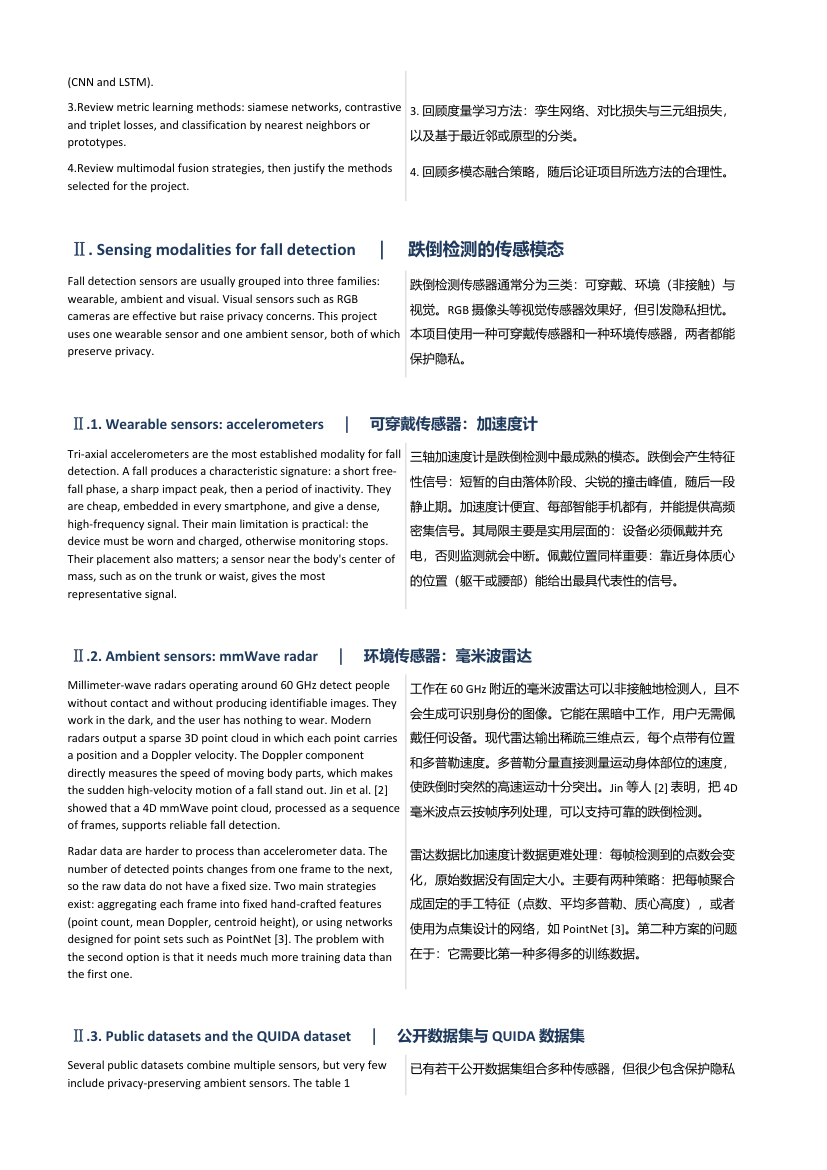 (CNN and LSTM).
3.Review metric learning methods: siamese networks, contrastive
and triplet losses, and classification by nearest neighbors or
prototypes.
3. 回顾度量学习方法：孪生网络、对比损失与三元组损失，
以及基于最近邻或原型的分类。
4.Review multimodal fusion strategies, then justify the methods
selected for the project.
4. 回顾多模态融合策略，随后论证项目所选方法的合理性。
Ⅱ. Sensing modalities for fall detection | 跌倒检测的传感模态
Fall detection sensors are usually grouped into three families:
wearable, ambient and visual. Visual sensors such as RGB
cameras are effective but raise privacy concerns. This project
uses one wearable sensor and one ambient sensor, both of which
preserve privacy.
跌倒检测传感器通常分为三类：可穿戴、环境（非接触）与
视觉。RGB 摄像头等视觉传感器效果好，但引发隐私担忧。
本项目使用一种可穿戴传感器和一种环境传感器，两者都能
保护隐私。
Ⅱ.1. Wearable sensors: accelerometers | 可穿戴传感器：加速度计
Tri-axial accelerometers are the most established modality for fall
detection. A fall produces a characteristic signature: a short free-
fall phase, a sharp impact peak, then a period of inactivity. They
are cheap, embedded in every smartphone, and give a dense,
high-frequency signal. Their main limitation is practical: the
device must be worn and charged, otherwise monitoring stops.
Their placement also matters; a sensor near the body's center of
mass, such as on the trunk or waist, gives the most
representative signal.
三轴加速度计是跌倒检测中最成熟的模态。跌倒会产生特征
性信号：短暂的自由落体阶段、尖锐的撞击峰值，随后一段
静止期。加速度计便宜、每部智能手机都有，并能提供高频
密集信号。其局限主要是实用层面的：设备必须佩戴并充
电，否则监测就会中断。佩戴位置同样重要：靠近身体质心
的位置（躯干或腰部）能给出最具代表性的信号。
Ⅱ.2. Ambient sensors: mmWave radar | 环境传感器：毫米波雷达
Millimeter-wave radars operating around 60 GHz detect people
without contact and without producing identifiable images. They
work in the dark, and the user has nothing to wear. Modern
radars output a sparse 3D point cloud in which each point carries
a position and a Doppler velocity. The Doppler component
directly measures the speed of moving body parts, which makes
the sudden high-velocity motion of a fall stand out. Jin et al. [2]
showed that a 4D mmWave point cloud, processed as a sequence
of frames, supports reliable fall detection.
工作在 60 GHz 附近的毫米波雷达可以非接触地检测人，且不
会生成可识别身份的图像。它能在黑暗中工作，用户无需佩
戴任何设备。现代雷达输出稀疏三维点云，每个点带有位置
和多普勒速度。多普勒分量直接测量运动身体部位的速度，
使跌倒时突然的高速运动十分突出。Jin 等人 [2] 表明，把 4D
毫米波点云按帧序列处理，可以支持可靠的跌倒检测。
Radar data are harder to process than accelerometer data. The
number of detected points changes from one frame to the next,
so the raw data do not have a fixed size. Two main strategies
exist: aggregating each frame into fixed hand-crafted features
(point count, mean Doppler, centroid height), or using networks
designed for point sets such as PointNet [3]. The problem with
the second option is that it needs much more training data than
the first one.
雷达数据比加速度计数据更难处理：每帧检测到的点数会变
化，原始数据没有固定大小。主要有两种策略：把每帧聚合
成固定的手工特征（点数、平均多普勒、质心高度），或者
使用为点集设计的网络，如 PointNet [3]。第二种方案的问题
在于：它需要比第一种多得多的训练数据。
Ⅱ.3. Public datasets and the QUIDA dataset | 公开数据集与 QUIDA 数据集
Several public datasets combine multiple sensors, but very few
include privacy-preserving ambient sensors. The table 1
已有若干公开数据集组合多种传感器，但很少包含保护隐私